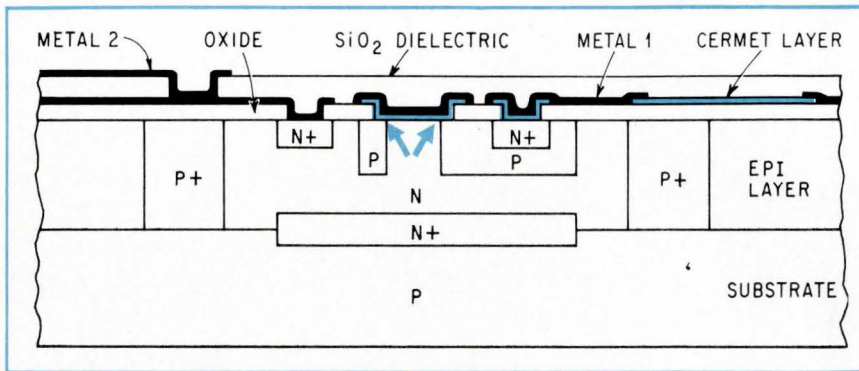 METAL 2
OXIDE
SiO2 DIELECTRIC
METAL 1
CERMET LAYER
N+
N+
P
P
P+
P+
EPI
LAYER
N
N+
P
SUBSTRATE